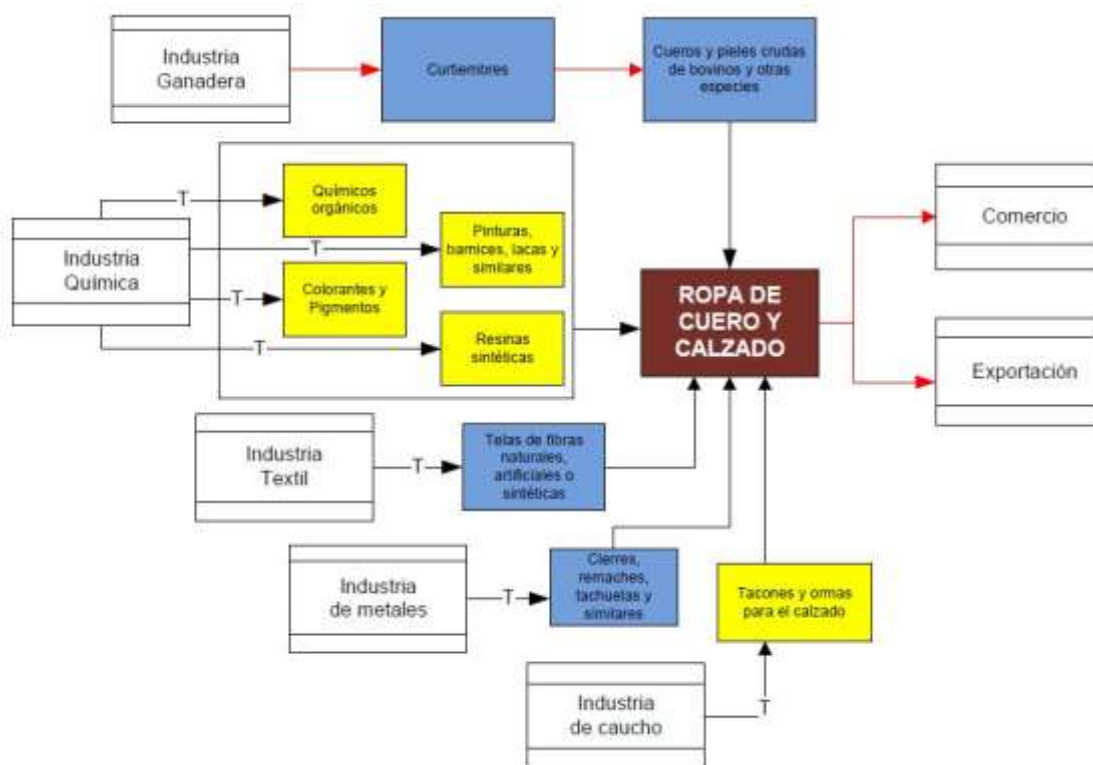 Industria
Ganadera
Curtiembres
Cueros y pieles crudas
de bovinos y otras
especies
T
Químicos
orgánicos
Industria
Química
T
Pinturas,
barnices, lacas y
similares
T
Colorantes y
Pigmentos
T
Resinas
sintéticas
ROPA DE
CUERO Y
CALZADO
Comercio
Exportación
Industria
Textil
T
Telas de fibras
naturales,
artificiales o
sintéticas
Industria
de metales
T
Cierres,
remaches,
tachuelas y
similares
Tacones y ormas
para el calzado
Industria
de caucho
T